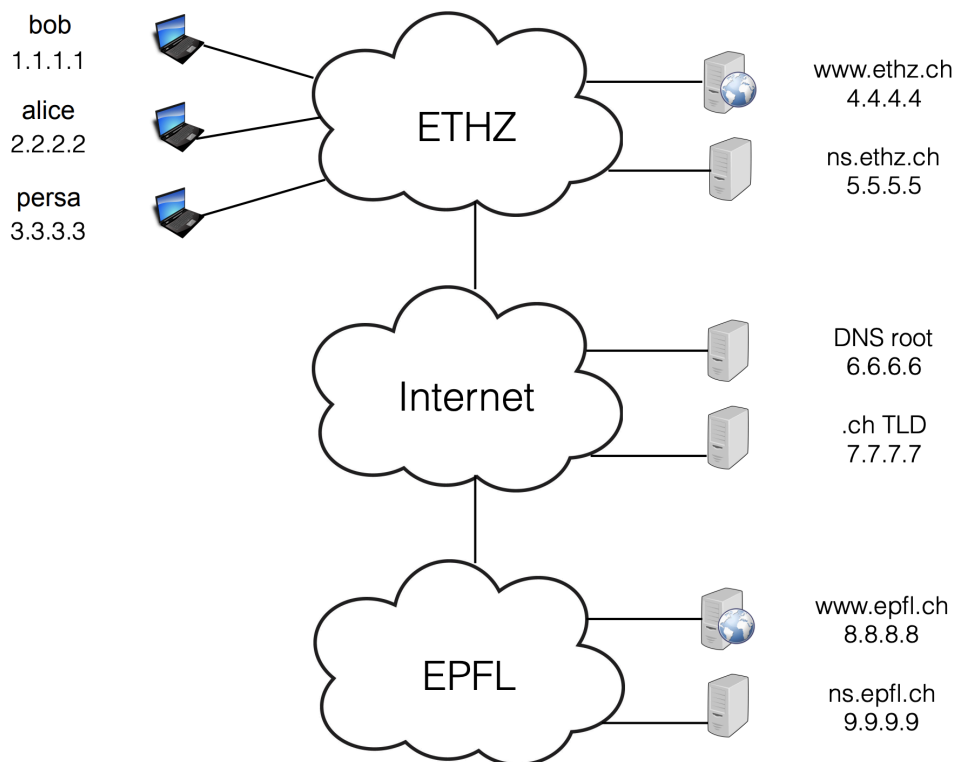 bob
1.1.1.1
alice
2.2.2.2
persa
3.3.3.3
ETHZ
www.ethz.ch
4.4.4.4
ns.ethz.ch
5.5.5.5
Internet
DNS root
6.6.6.6
.ch TLD
7.7.7.7
EPFL
www.epfl.ch
8.8.8.8
ns.epfl.ch
9.9.9.9